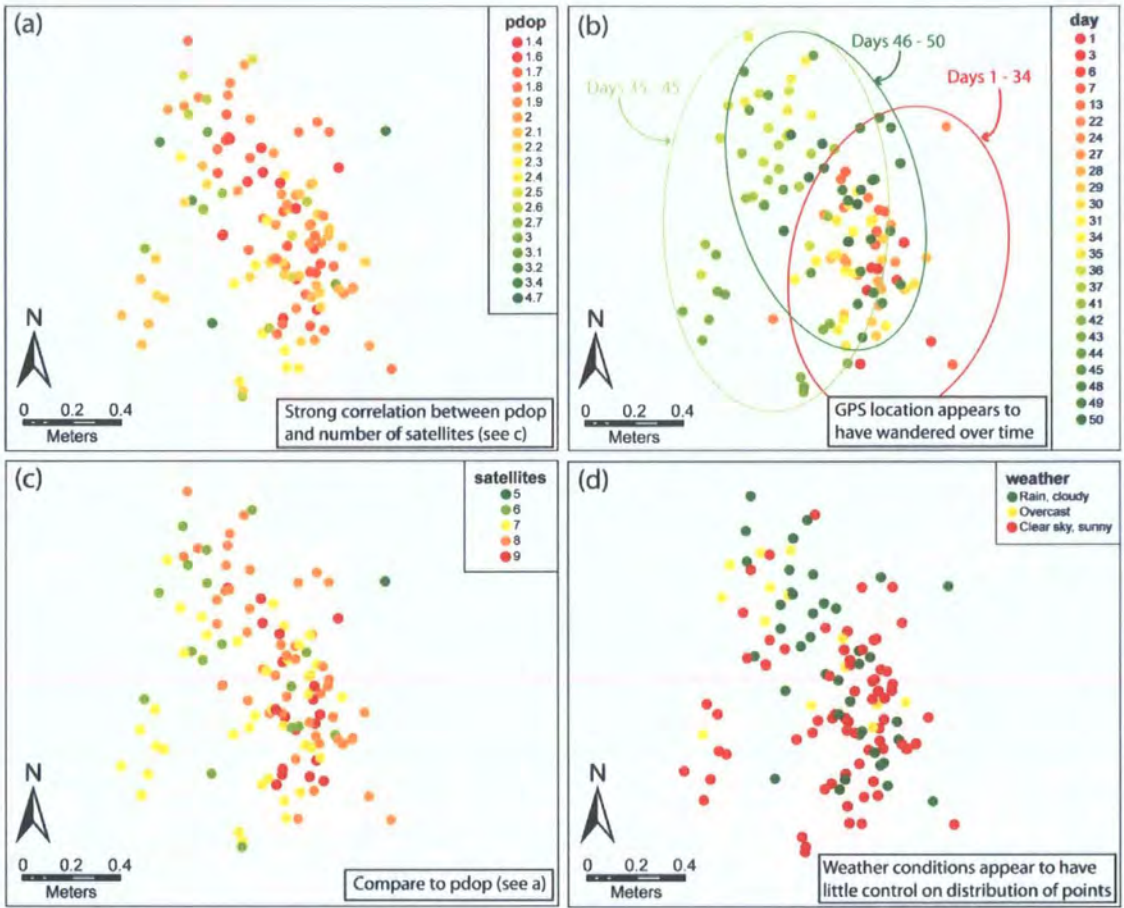 (a)
pdop
1.4
1.6
1.7
1.8
1.9
2
2.1
2.2
2.3
2.4
2.5
2.6
2.7
3
3.1
3.2
3.4
4.7
N
0 0.2 0.4
Meters
Strong correlation between pdop
and number of satellites (see c)
(b)
Days 46 - 50
Days 35 - 45
Days 1 - 34
day
1
3
6
7
13
22
24
27
28
29
30
31
34
35
36
37
41
42
43
44
45
48
49
50
N
0 0.2 0.4
Meters
GPS location appears to
have wandered over time
(c)
satellites
5
6
7
8
9
N
0 0.2 0.4
Meters
Compare to pdop (see a)
(d)
weather
Rain, cloudy
Overcast
Clear sky, sunny
N
0 0.2 0.4
Meters
Weather conditions appear to have
little control on distribution of points